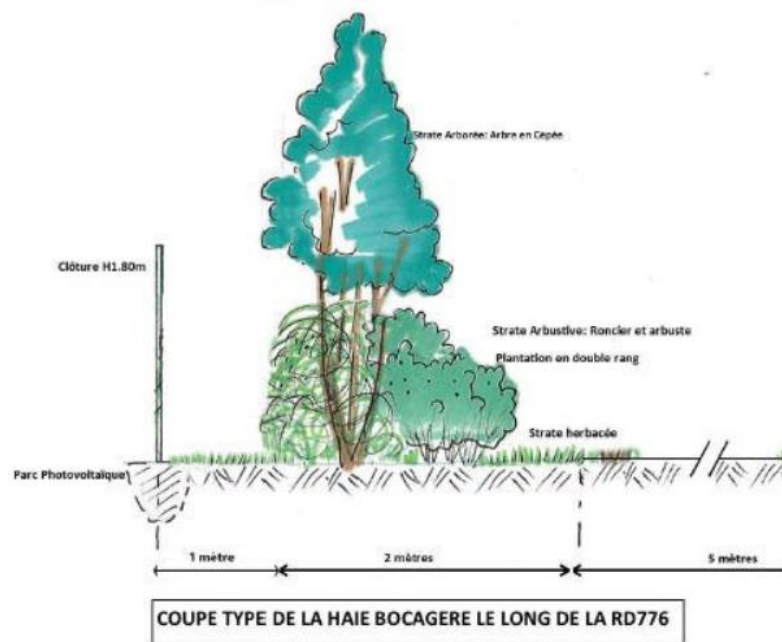 Strate Arborée: Arbre en Cépée
Clôture H1.80m
Strate Arbustive: Roncier et arbuste
Plantation en double rang
Strate herbacée
Parc Photovoltaïque
1 mètre
2 mètres
5 mètres
COUPE TYPE DE LA HAIE BOCAGERE LE LONG DE LA RD776